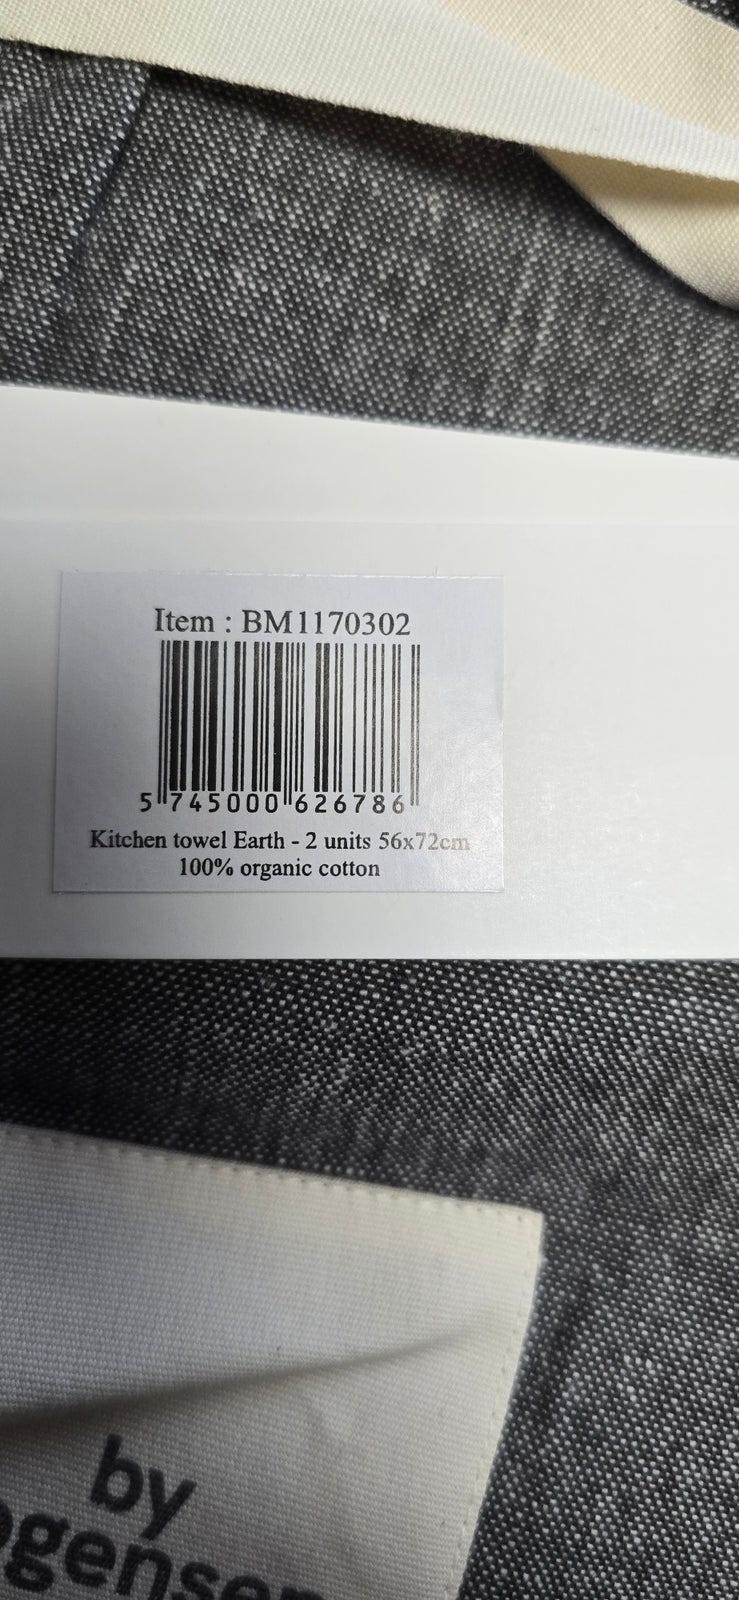 Item : BM1170302
5 745000 626786
Kitchen towel Earth - 2 units 56x72cm
100% organic cotton
by